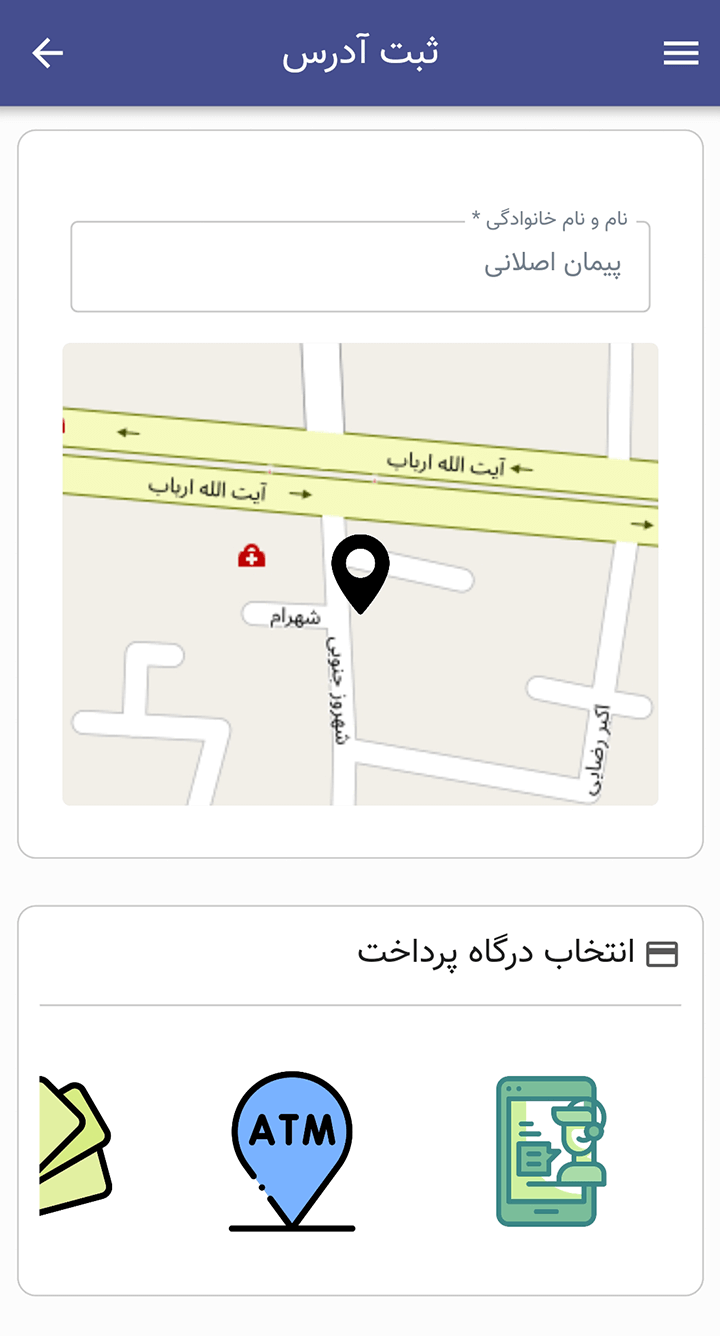 ثبت آدرس
نام و نام خانوادگی *
پیمان اصلانی
آیت الله ارباب
آیت الله ارباب
شهرام
شهروز جنوبی
اکبر رضایی
انتخاب درگاه پرداخت
ATM